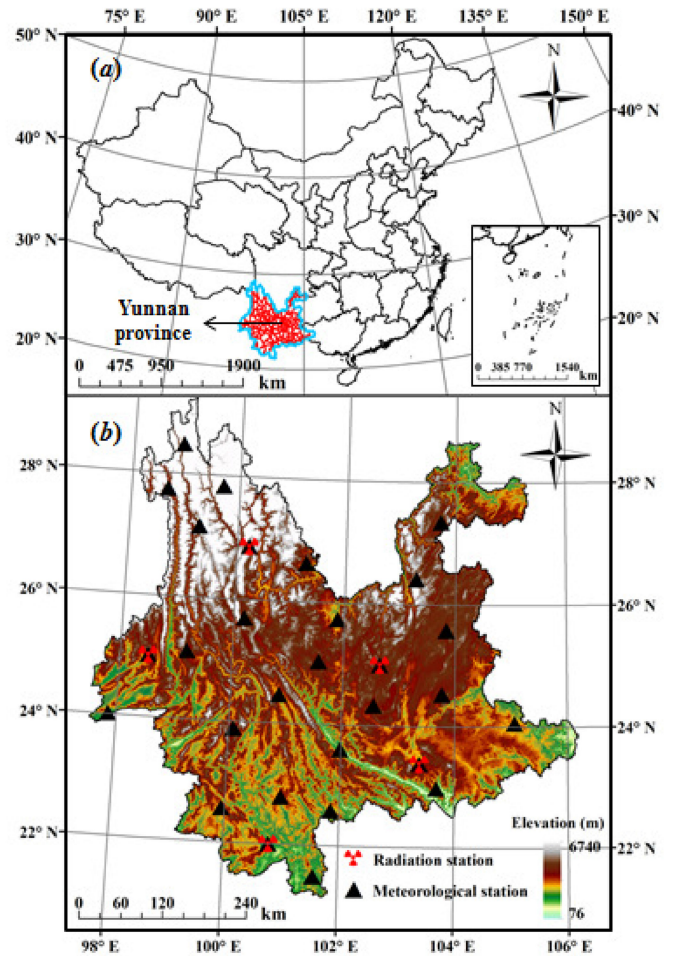 75° E 90° E 105° E 120° E 135° E 150° E
50° N
(a)
N
40° N
40° N
30° N
30° N
Yunnan
province
20° N
20° N
0 475 950 1900
km
0 385 770 1540
km
(b)
N
28° N
28° N
26° N
26° N
24° N
24° N
22° N
22° N
Elevation (m)
6740
76
Radiation station
Meteorological station
0 60 120 240
km
98° E 100° E 102° E 104° E 106° E